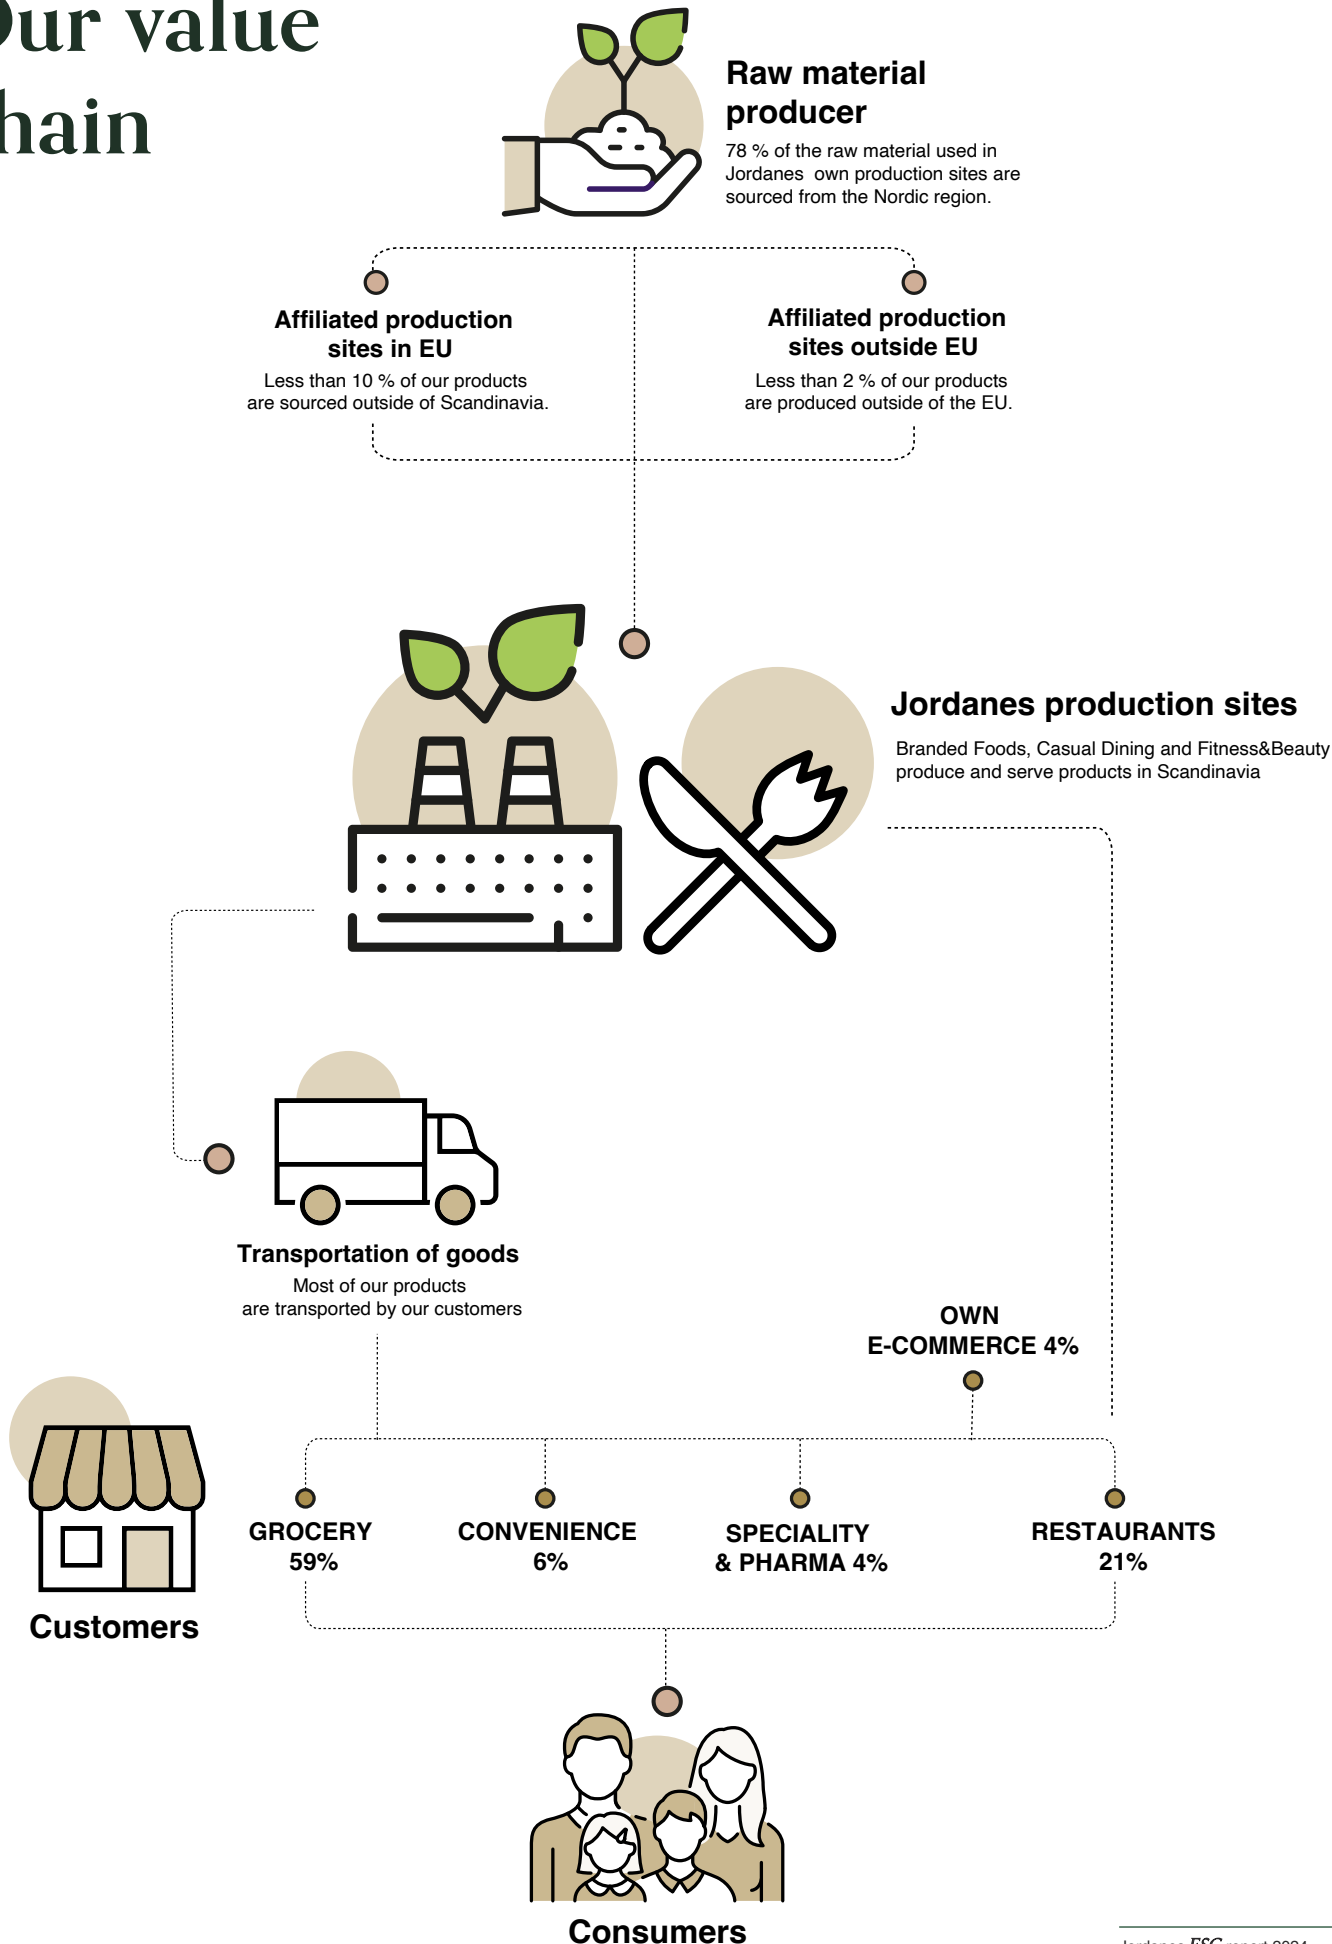 Our value
chain
Raw material
producer
78 % of the raw material used in
Jordanes own production sites are
sourced from the Nordic region.
Affiliated production
sites in EU
Less than 10 % of our products
are sourced outside of Scandinavia.
Affiliated production
sites outside EU
Less than 2 % of our products
are produced outside of the EU.
Jordanes production sites
Branded Foods, Casual Dining and Fitness&Beauty
produce and serve products in Scandinavia
Transportation of goods
Most of our products
are transported by our customers
OWN
E-COMMERCE 4%
GROCERY
59%
CONVENIENCE
6%
SPECIALITY
& PHARMA 4%
RESTAURANTS
21%
Customers
Consumers
Jordanes ESG report 2024